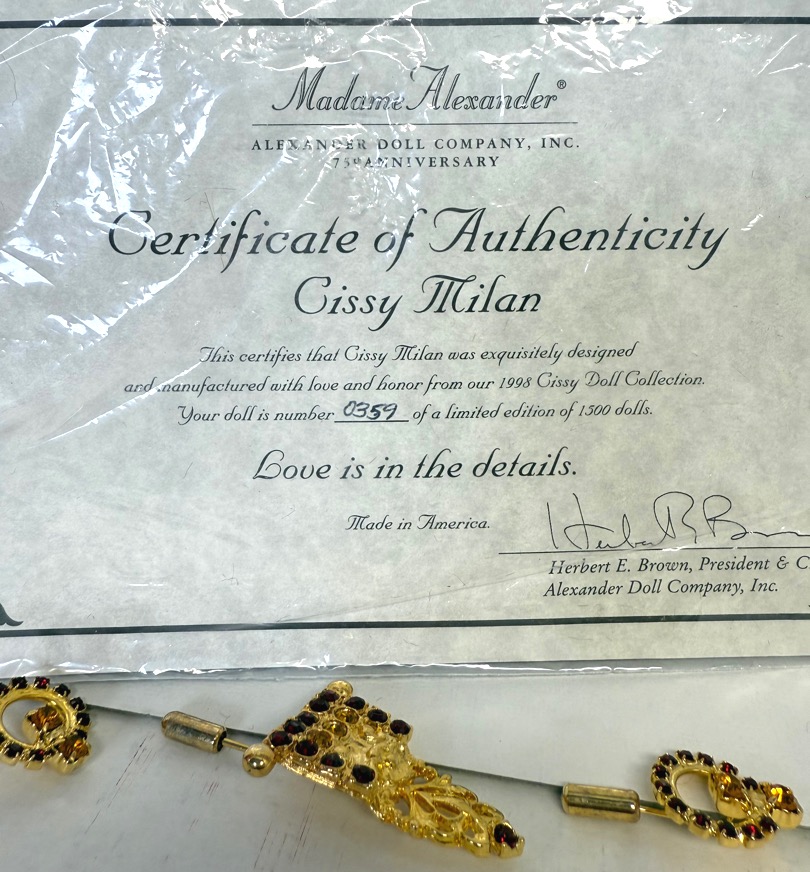 Madame Alexander®
ALEXANDER DOLL COMPANY, INC.
75th ANNIVERSARY
Certificate of Authenticity
Cissy Milan
This certifies that Cissy Milan was exquisitely designed
and manufactured with love and honor from our 1998 Cissy Doll Collection.
Your doll is number 0359 of a limited edition of 1500 dolls.
Love is in the details.
Made in America.
Herbert E. Brown, President & C
Alexander Doll Company, Inc.